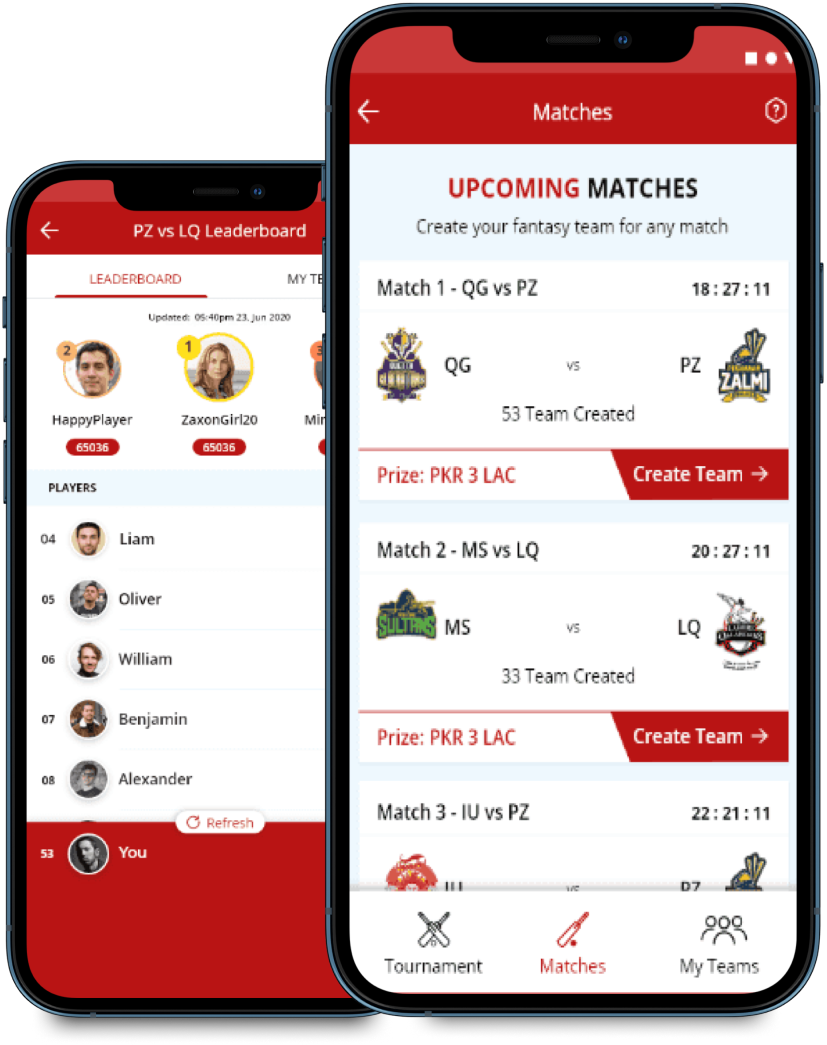 PZ vs LQ Leaderboard
LEADERBOARD
MY TE
Updated: 05:40pm 23, Jun 2020
2
1
3
HappyPlayer
ZaxonGirl20
Min
65036
65036
PLAYERS
04 Liam
05 Oliver
06 William
07 Benjamin
08 Alexander
Refresh
53 You
Matches
?
UPCOMING MATCHES
Create your fantasy team for any match
Match 1 - QG vs PZ 18 : 27 : 11
QG vs PZ
ZALMI
53 Team Created
Prize: PKR 3 LAC Create Team →
Match 2 - MS vs LQ 20 : 27 : 11
SULTANS MS vs LQ
33 Team Created
Prize: PKR 3 LAC Create Team →
Match 3 - IU vs PZ 22 : 21 : 11
IU vs PZ
Tournament
Matches
My Teams